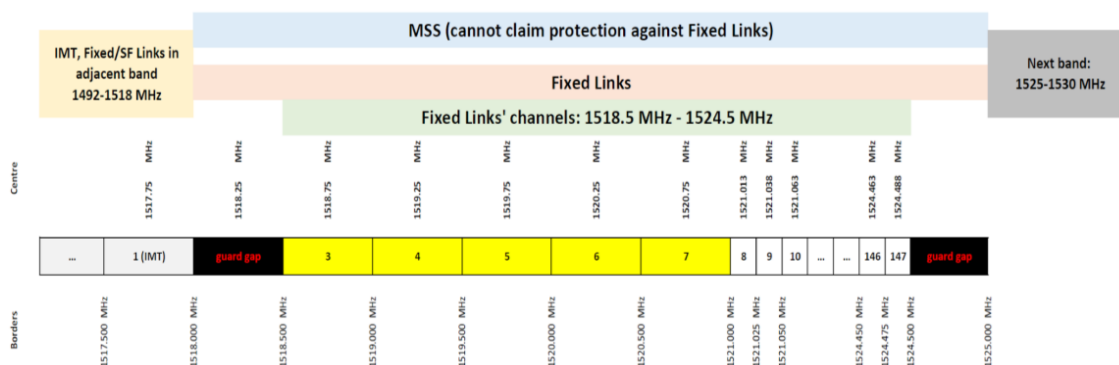 MSS (cannot claim protection against Fixed Links)
IMT, Fixed/SF Links in
adjacent band
1492-1518 MHz
Next band:
1525-1530 MHz
Fixed Links
Fixed Links' channels: 1518.5 MHz - 1524.5 MHz
Centre
1517.75 MHz
1518.25 MHz
1518.75 MHz
1519.25 MHz
1519.75 MHz
1520.25 MHz
1520.75 MHz
1521.013 MHz
1521.038 MHz
1521.063 MHz
1524.463 MHz
1524.488 MHz
... 1 (IMT) guard gap 3 4 5 6 7 8 9 10 ... ... 146 147 guard gap
Borders
1517.500 MHz
1518.000 MHz
1518.500 MHz
1519.000 MHz
1519.500 MHz
1520.000 MHz
1520.500 MHz
1521.000 MHz
1521.025 MHz
1521.050 MHz
1524.450 MHz
1524.475 MHz
1524.500 MHz
1525.000 MHz